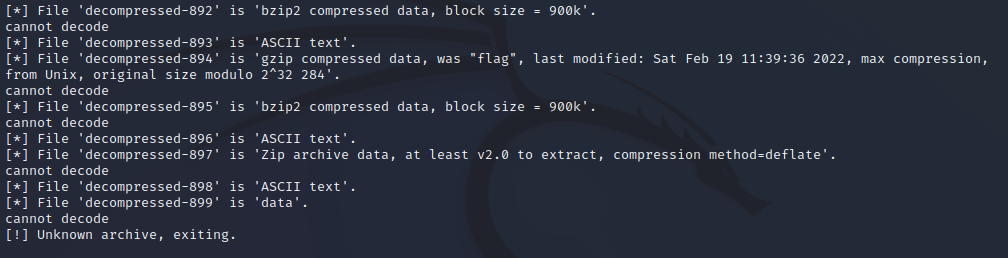 [*] File 'decompressed-892' is 'bzip2 compressed data, block size = 900k'.
cannot decode
[*] File 'decompressed-893' is 'ASCII text'.
[*] File 'decompressed-894' is 'gzip compressed data, was "flag", last modified: Sat Feb 19 11:39:36 2022, max compression,
from Unix, original size modulo 2^32 284'.
cannot decode
[*] File 'decompressed-895' is 'bzip2 compressed data, block size = 900k'.
cannot decode
[*] File 'decompressed-896' is 'ASCII text'.
[*] File 'decompressed-897' is 'Zip archive data, at least v2.0 to extract, compression method=deflate'.
cannot decode
[*] File 'decompressed-898' is 'ASCII text'.
[*] File 'decompressed-899' is 'data'.
cannot decode
[!] Unknown archive, exiting.